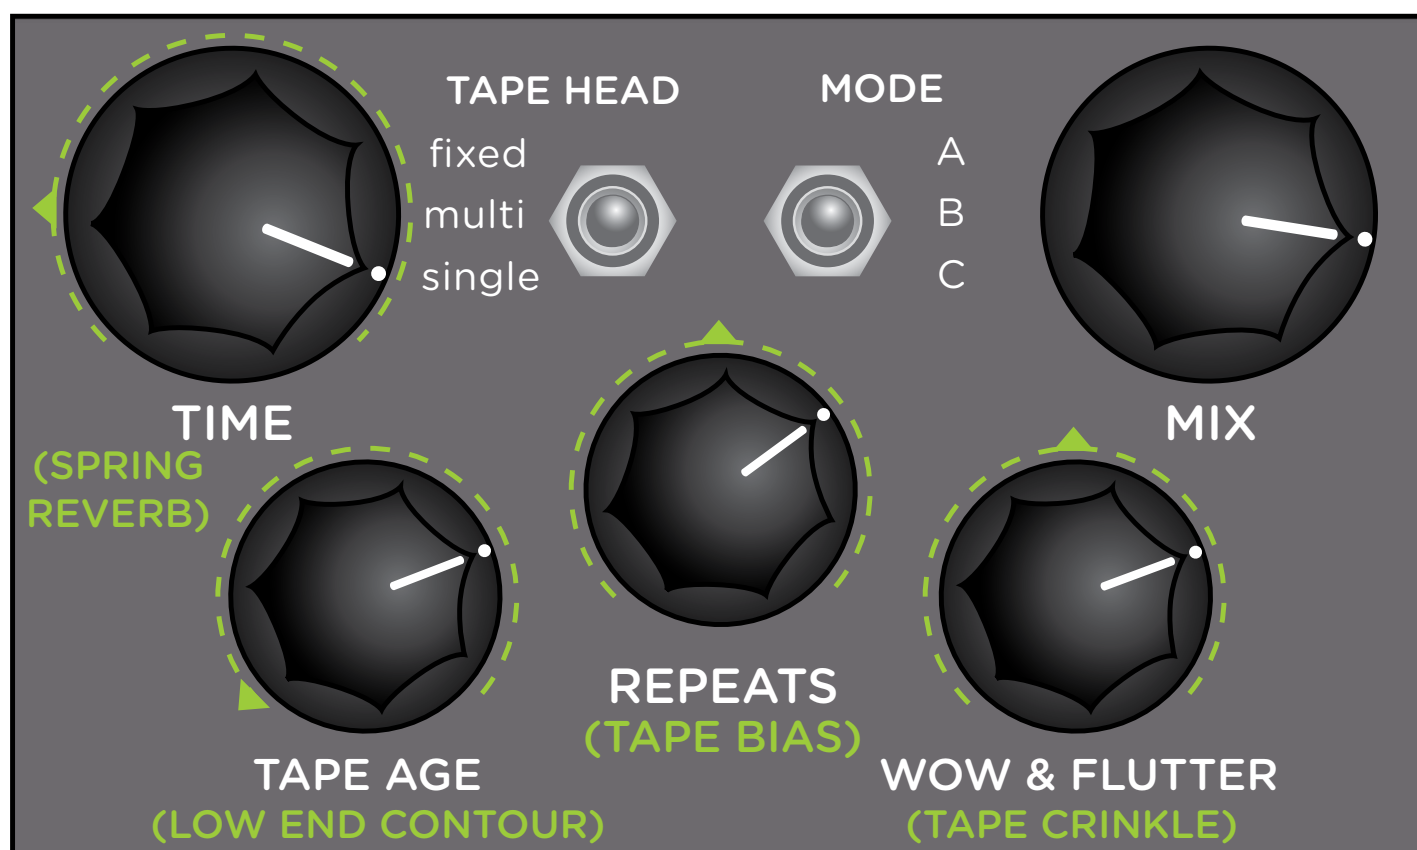 TAPE HEAD
fixed
multi
single
MODE
A
B
C
TIME
(SPRING
REVERB)
MIX
REPEATS
(TAPE BIAS)
TAPE AGE
(LOW END CONTOUR)
WOW & FLUTTER
(TAPE CRINKLE)